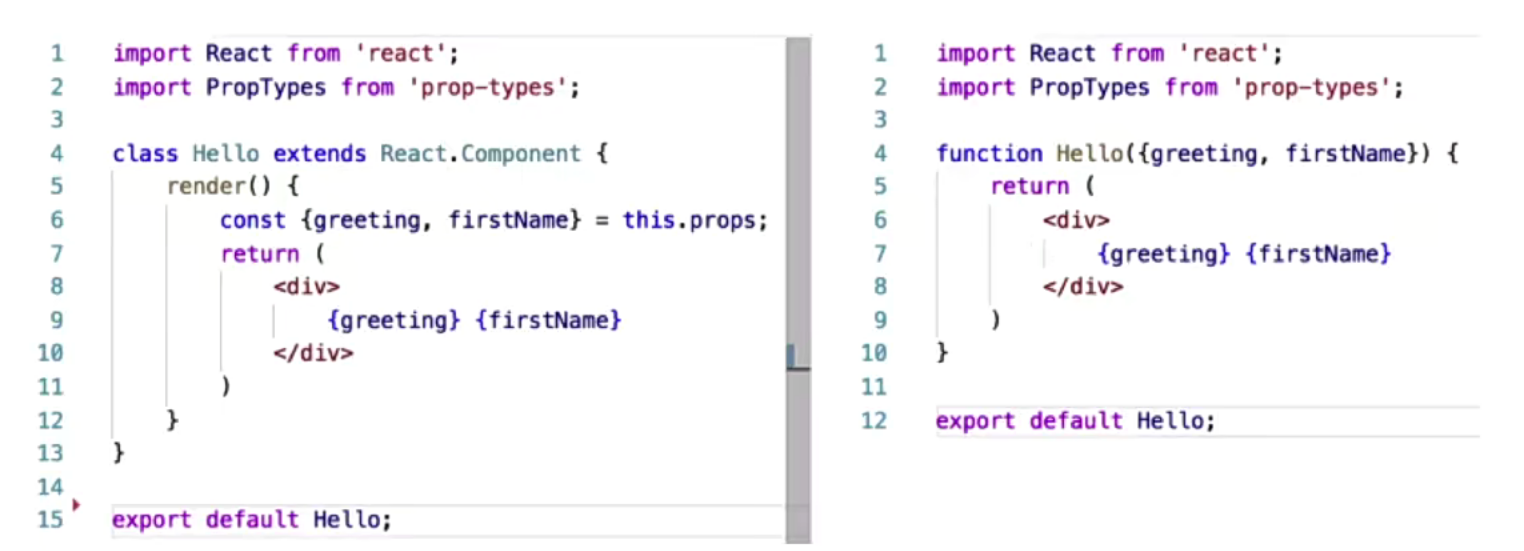 1 import React from 'react';
2 import PropTypes from 'prop-types';
3
4 class Hello extends React.Component {
5     render() {
6         const {greeting, firstName} = this.props;
7         return (
8             <div>
9                 {greeting} {firstName}
10             </div>
11         )
12     }
13 }
14
15 export default Hello;
1 import React from 'react';
2 import PropTypes from 'prop-types';
3
4 function Hello({greeting, firstName}) {
5     return (
6         <div>
7             {greeting} {firstName}
8         </div>
9     )
10 }
11
12 export default Hello;